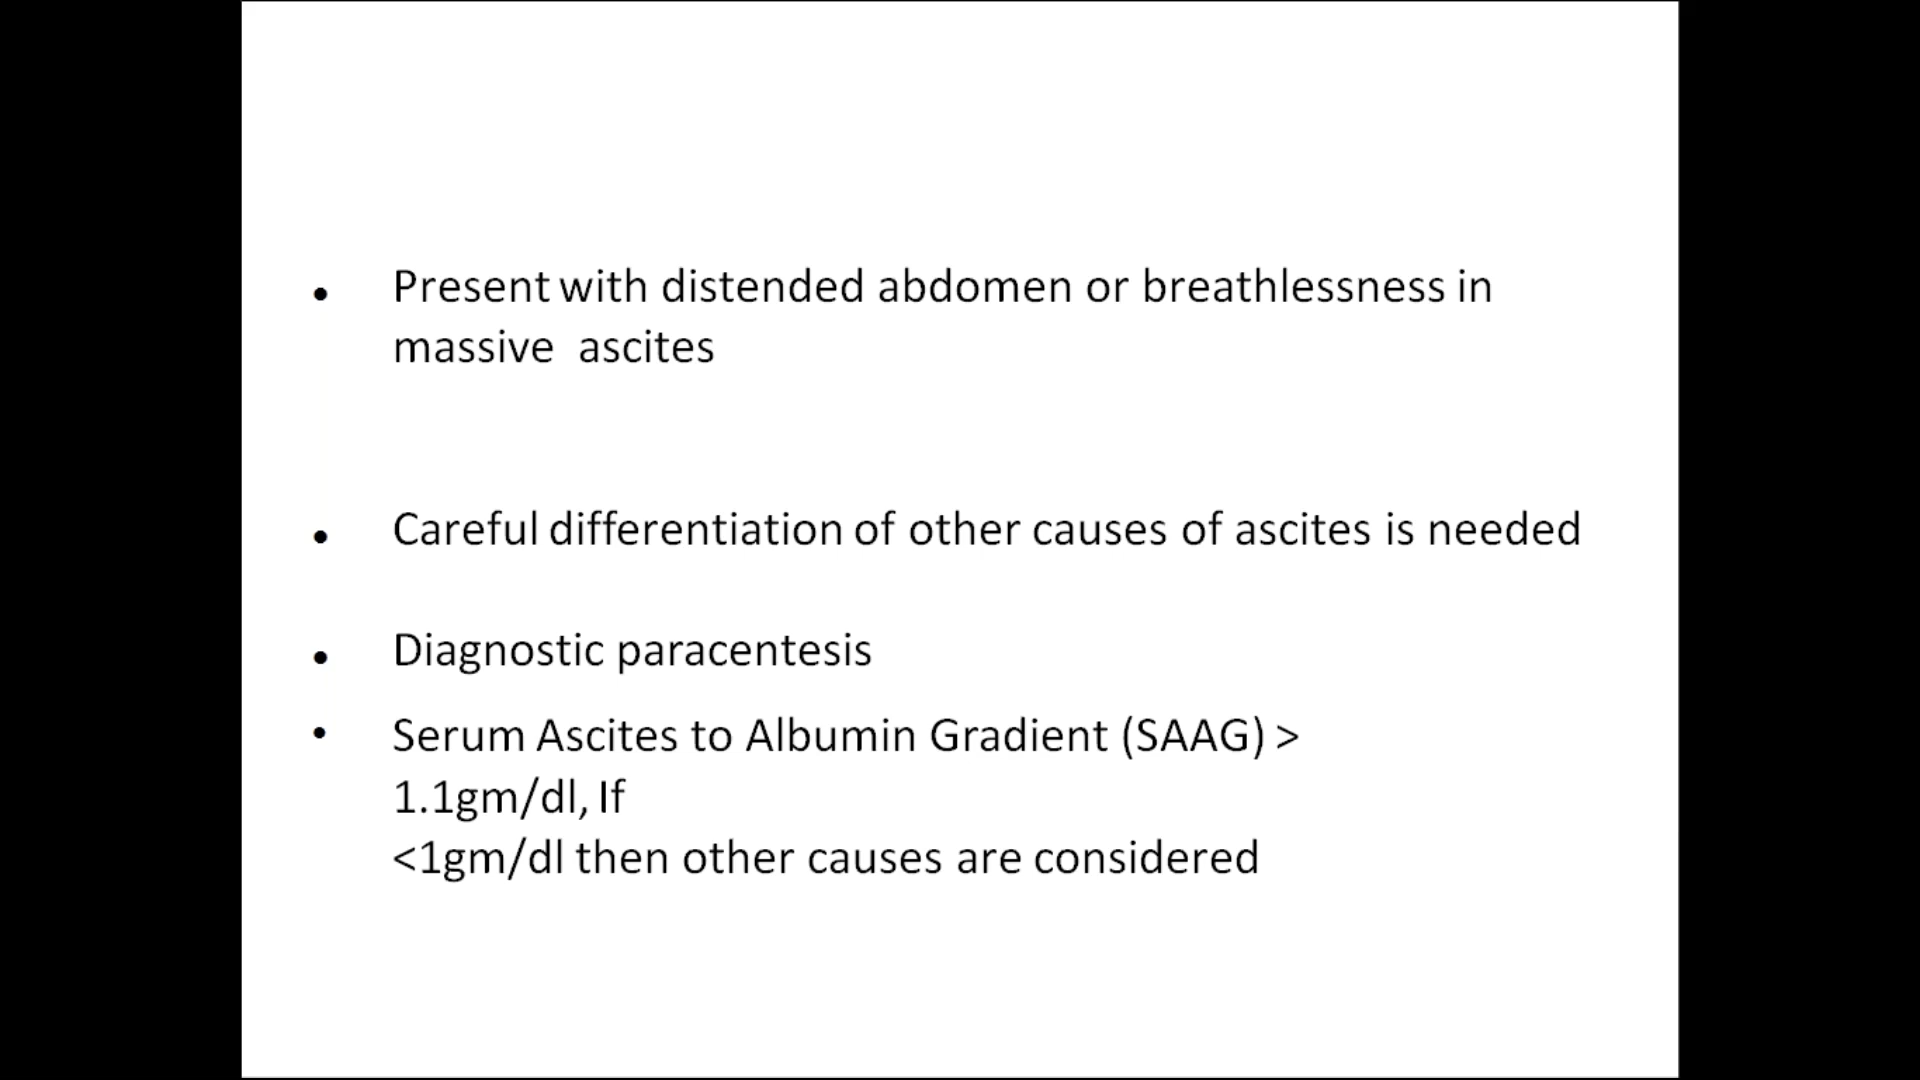 • Present with distended abdomen or breathlessness in
massive ascites
• Careful differentiation of other causes of ascites is needed
• Diagnostic paracentesis
• Serum Ascites to Albumin Gradient (SAAG) >
1.1gm/dl, If
<1gm/dl then other causes are considered